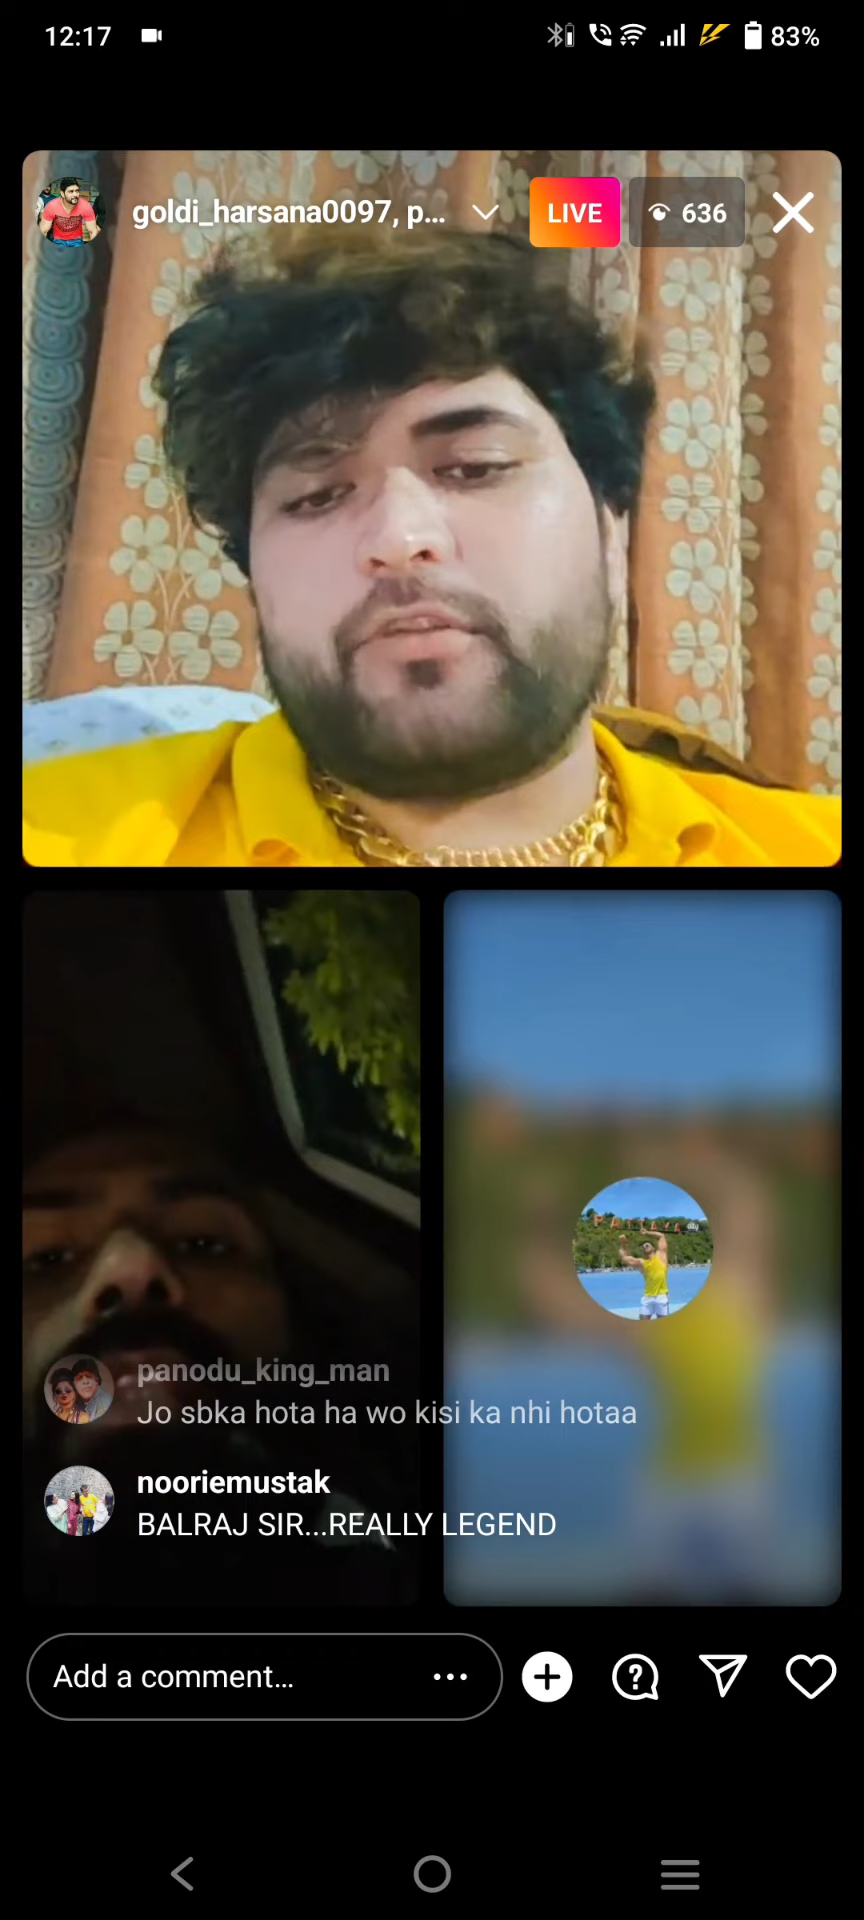 12:17
83%
goldi_harsana0097, p...
LIVE
636
PATTAYA
panodu_king_man
Jo sbka hota ha wo kisi ka nhi hotaa
nooriemustak
BALRAJ SIR...REALLY LEGEND
Add a comment...